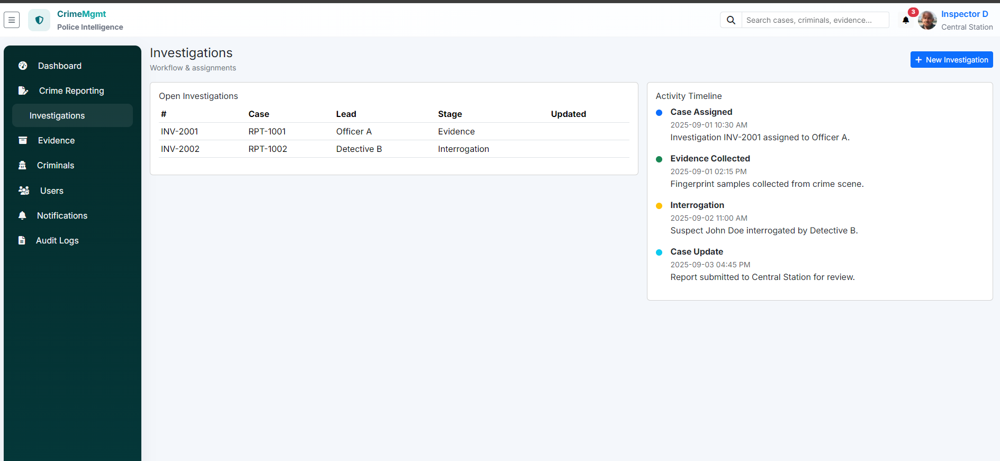 CrimeMgmt
Police Intelligence
Search cases, criminals, evidence...
3
Inspector D
Central Station
Dashboard
Crime Reporting
Investigations
Evidence
Criminals
Users
Notifications
Audit Logs
Investigations
Workflow & assignments
+ New Investigation
Open Investigations
# Case Lead Stage Updated
INV-2001 RPT-1001 Officer A Evidence
INV-2002 RPT-1002 Detective B Interrogation
Activity Timeline
Case Assigned
2025-09-01 10:30 AM
Investigation INV-2001 assigned to Officer A.
Evidence Collected
2025-09-01 02:15 PM
Fingerprint samples collected from crime scene.
Interrogation
2025-09-02 11:00 AM
Suspect John Doe interrogated by Detective B.
Case Update
2025-09-03 04:45 PM
Report submitted to Central Station for review.